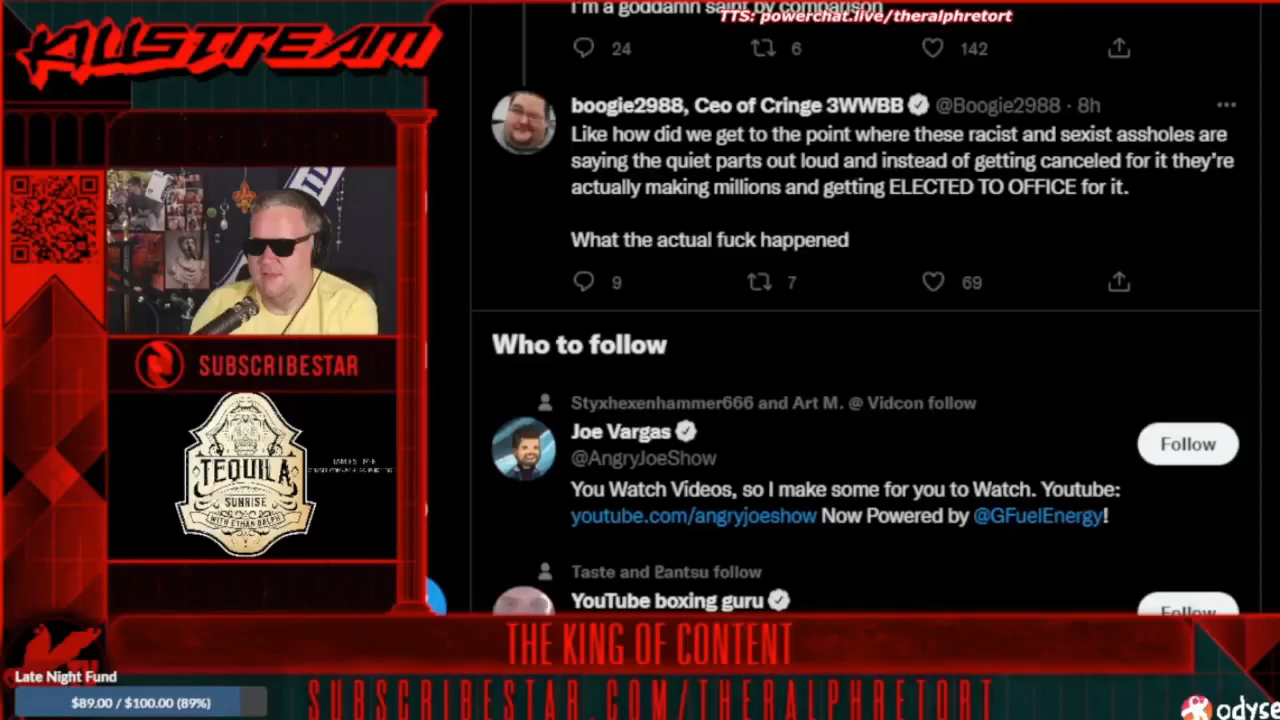 KILLSTREAM
I'm a goddamn saint by comparison
TTS: powerchat.live/theralphretort
24
6
142
boogie2988, Ceo of Cringe 3WWBB @Boogie2988 · 8h
Like how did we get to the point where these racist and sexist assholes are
saying the quiet parts out loud and instead of getting canceled for it they're
actually making millions and getting ELECTED TO OFFICE for it.
What the actual fuck happened
9
7
69
SUBSCRIBESTAR
TEQUILA
SUNRISE
WITH ETHAN RALPH
Who to follow
Styxhexenhammer666 and Art M. @ Vidcon follow
Joe Vargas
@AngryJoeShow
Follow
You Watch Videos, so I make some for you to Watch. Youtube:
youtube.com/angryjoeshow Now Powered by @GFuelEnergy!
Taste and Pantsu follow
YouTube boxing guru
Follow
THE KING OF CONTENT
Late Night Fund
$89.00 / $100.00 (89%)
SUBSCRIBESTAR.COM/THERALPHRETORT
odyse